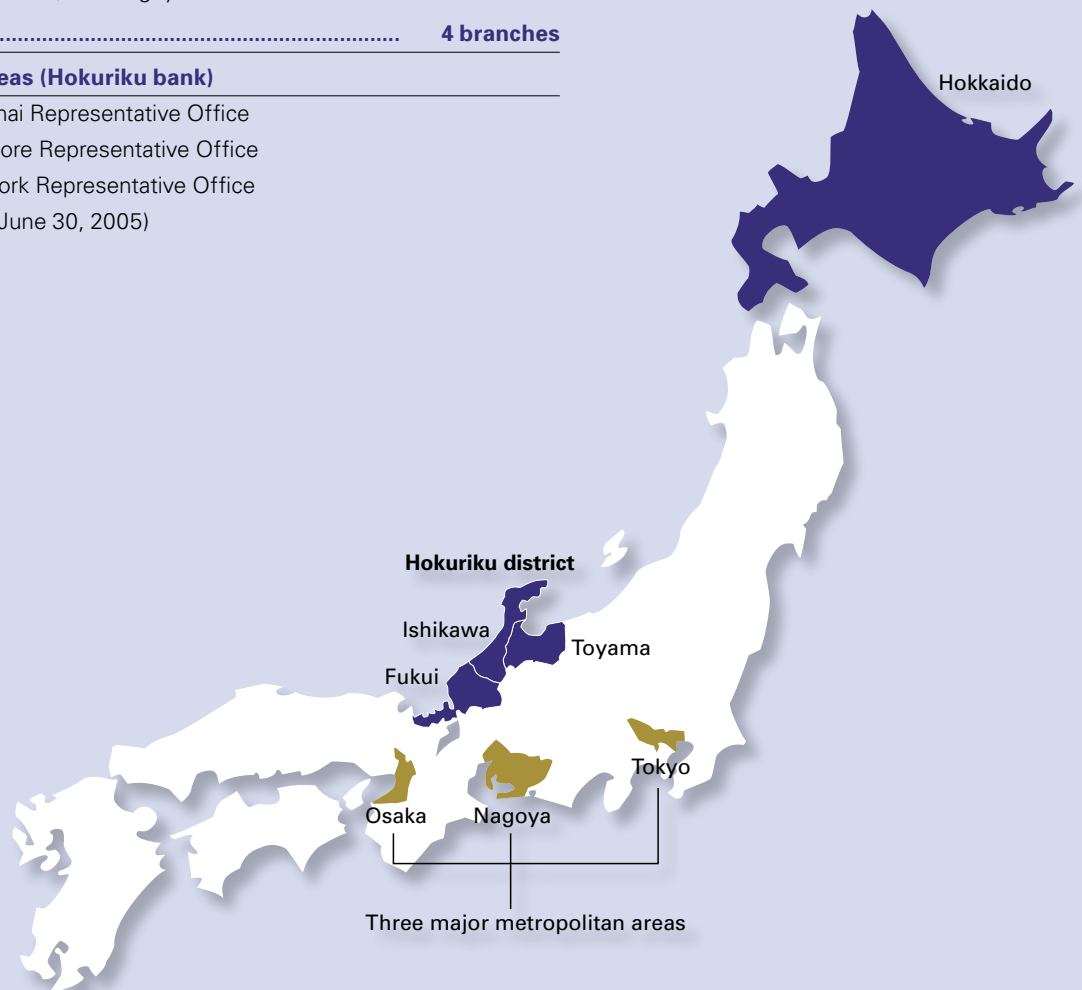 4 branches
eas (Hokuriku bank)
hai Representative Office
ore Representative Office
ork Representative Office
June 30, 2005)
Hokkaido
Hokuriku district
Ishikawa
Toyama
Fukui
Tokyo
Osaka
Nagoya
Three major metropolitan areas